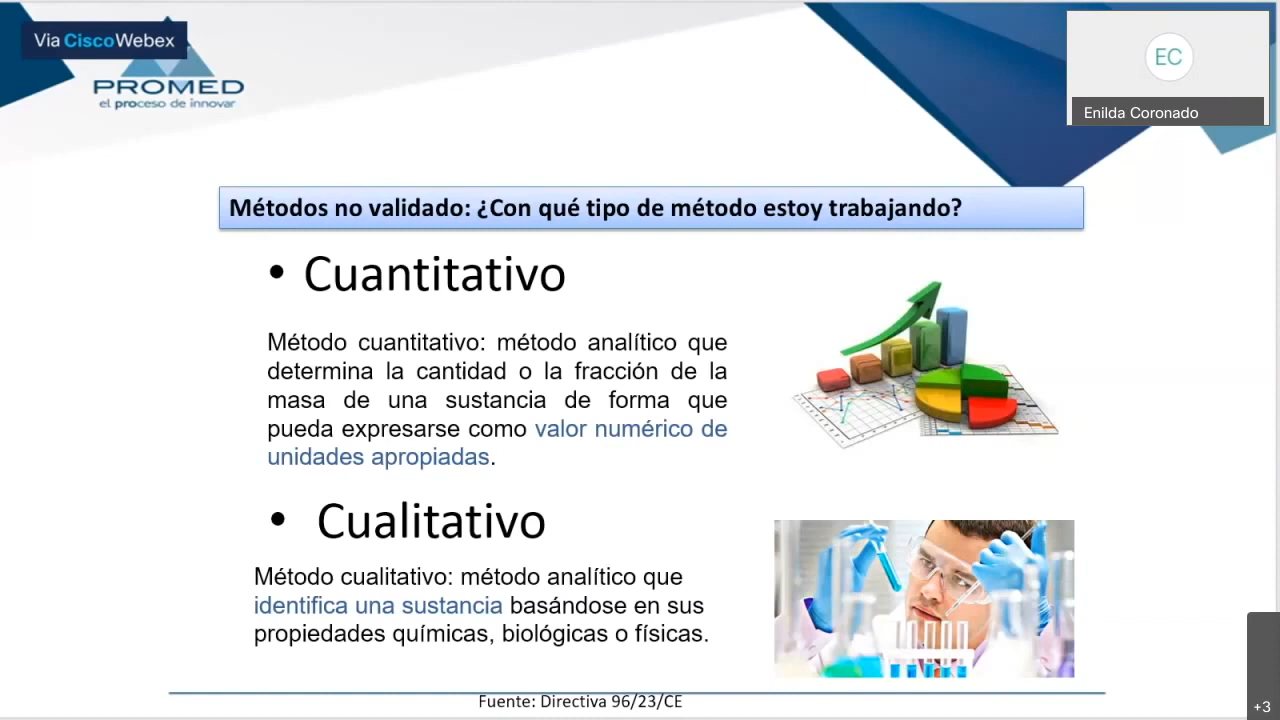 Via Cisco Webex
PROMED
el proceso de innovar
EC
Enilda Coronado
Métodos no validado: ¿Con qué tipo de método estoy trabajando?
• Cuantitativo
Método cuantitativo: método analítico que
determina la cantidad o la fracción de la
masa de una sustancia de forma que
pueda expresarse como valor numérico de
unidades apropiadas.
• Cualitativo
Método cualitativo: método analítico que
identifica una sustancia basándose en sus
propiedades químicas, biológicas o físicas.
Fuente: Directiva 96/23/CE
+3